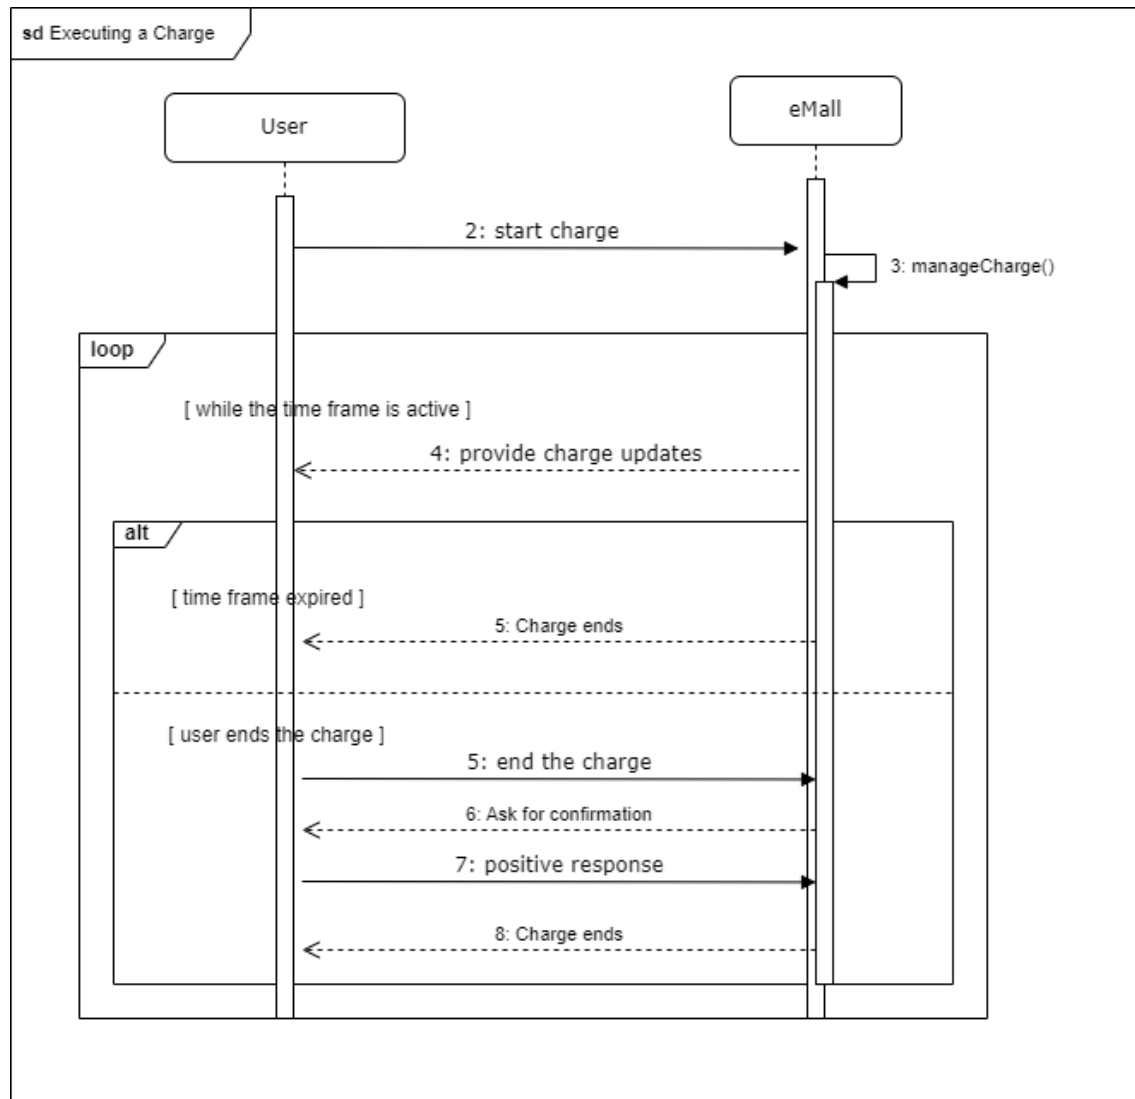 sd Executing a Charge
User
eMall
2: start charge
3: manageCharge()
loop
[ while the time frame is active ]
4: provide charge updates
alt
[ time frame expired ]
5: Charge ends
[ user ends the charge ]
5: end the charge
6: Ask for confirmation
7: positive response
8: Charge ends